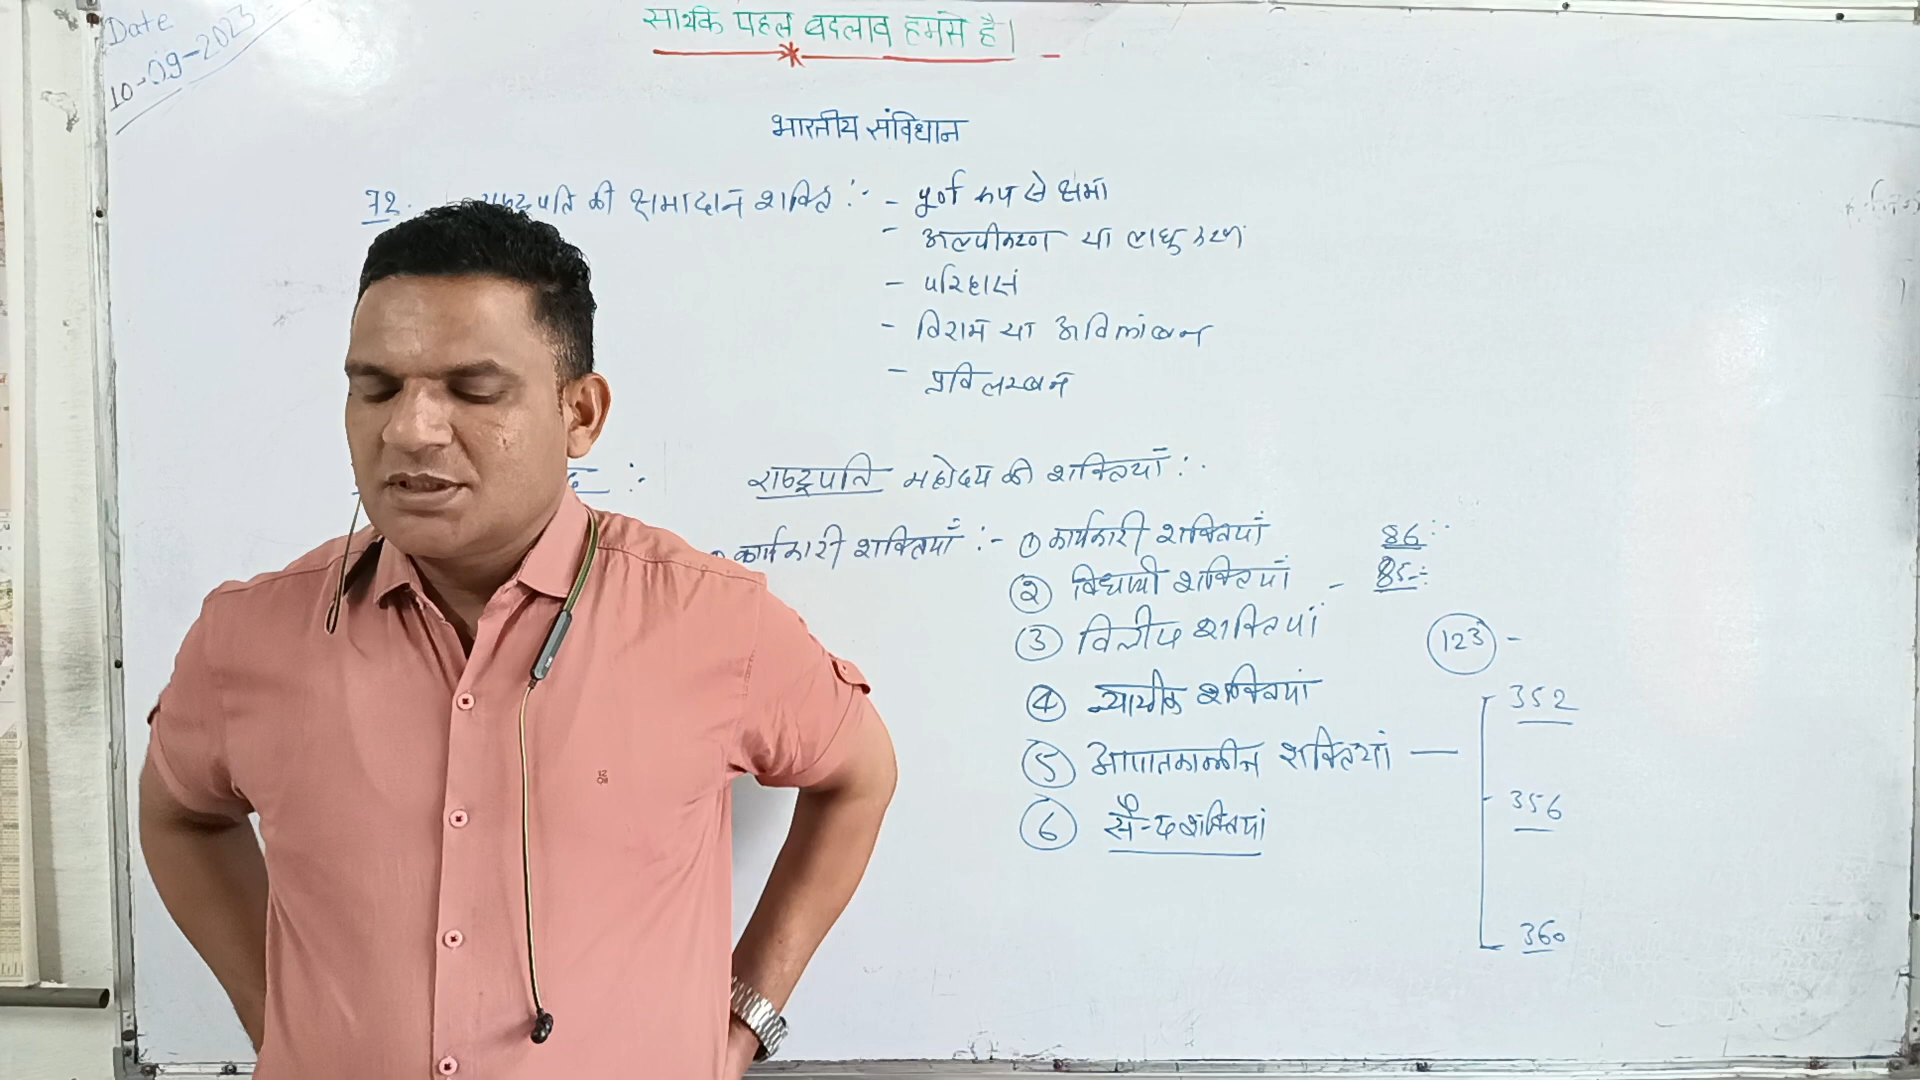 Date
10-09-2023
सार्थक पहल बदलाव हमसे है।
भारतीय संविधान
72. राष्ट्रपति की क्षमादान शक्ति :- - पूर्ण रूप से क्षमा
- अल्पीकरण या लघुकरण
- परिहास
- विराम या अविलंबन
- प्रविलम्बन
राष्ट्रपति महोदय की शक्तियाँ :-
कार्यकारी शक्तियाँ :- ① कार्यकारी शक्तियां 86 :-
② विधायी शक्तियां - 85 :-
③ वित्तीय शक्तियां 123 -
④ न्यायीक शक्तियां 352
⑤ आपातकालीन शक्तियां —
356
⑥ सैन्य शक्तियां
360